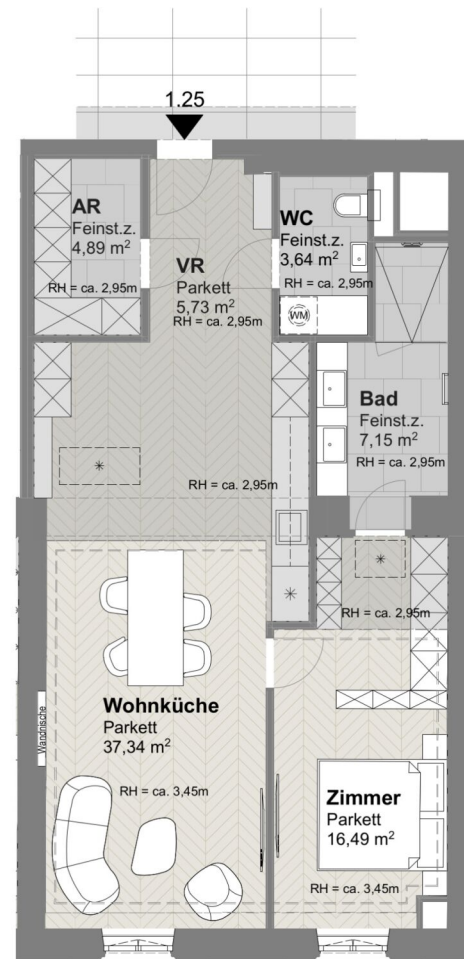 1.25
AR
Feinst.z.
4,89 m²
RH = ca. 2,95m
VR
Parkett
5,73 m²
RH = ca. 2,95m
WC
Feinst.z.
3,64 m²
RH = ca. 2,95m
WM
Bad
Feinst.z.
7,15 m²
RH = ca. 2,95m
RH = ca. 2,95m
RH = ca. 2,95m
Wandnische
Wohnküche
Parkett
37,34 m²
RH = ca. 3,45m
Zimmer
Parkett
16,49 m²
RH = ca. 3,45m